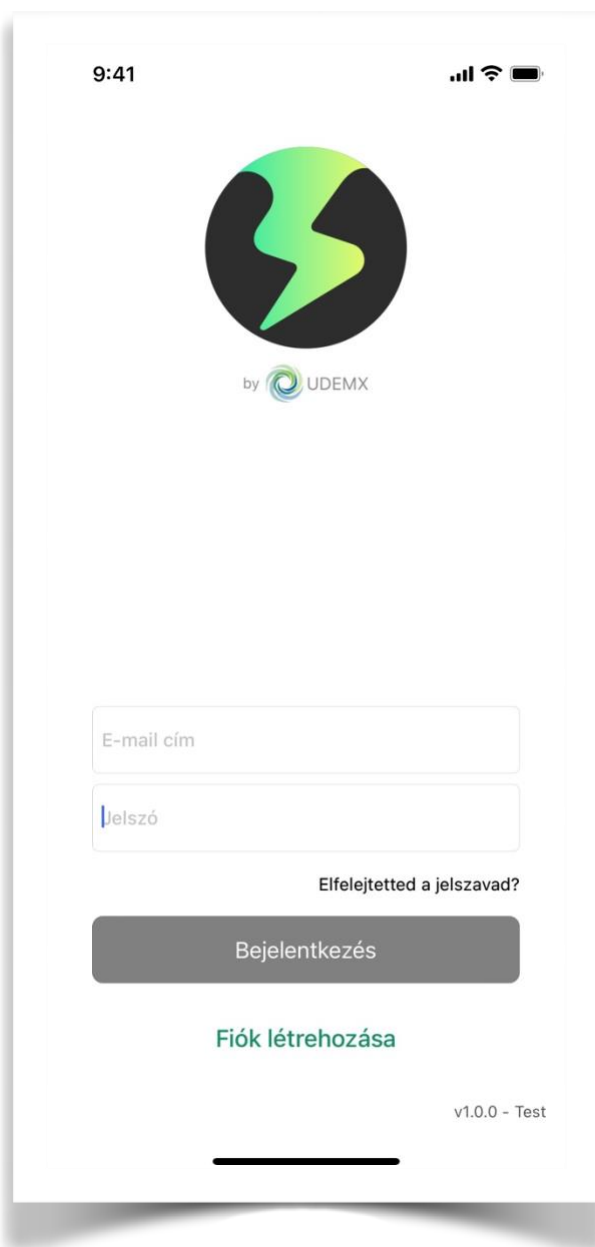 9:41
by UDEMX
E-mail cím
Jelszó
Elfelejtetted a jelszavad?
Bejelentkezés
Fiók létrehozása
v1.0.0 - Test